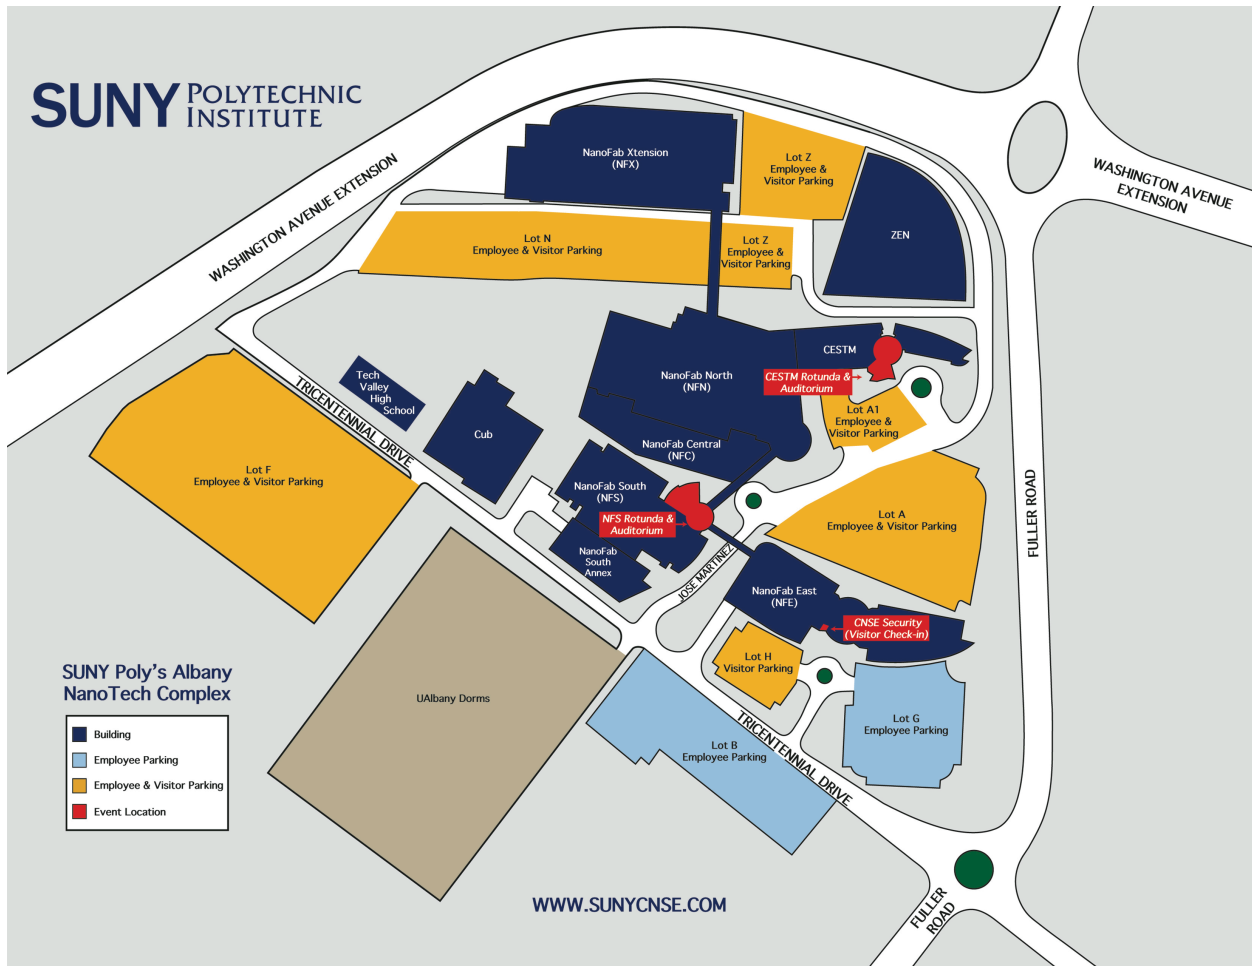 SUNY POLYTECHNIC
INSTITUTE
WASHINGTON AVENUE EXTENSION
WASHINGTON AVENUE
EXTENSION
NanoFab Xtension
(NFX)
Lot Z
Employee &
Visitor Parking
ZEN
Lot N
Employee & Visitor Parking
Lot Z
Employee &
Visitor Parking
CESTM
CESTM Rotunda &
Auditorium
NanoFab North
(NFN)
Lot A1
Employee &
Visitor Parking
Tech
Valley
High
School
TRICENTENNIAL DRIVE
Cub
NanoFab Central
(NFC)
Lot F
Employee & Visitor Parking
NanoFab South
(NFS)
NFS Rotunda &
Auditorium
Lot A
Employee & Visitor Parking
FULLER ROAD
NanoFab
South
Annex
JOSE MARTINEZ
NanoFab East
(NFE)
CNSE Security
(Visitor Check-in)
Lot H
Visitor Parking
UAlbany Dorms
Lot G
Employee Parking
Lot B
Employee Parking
TRICENTENNIAL DRIVE
SUNY Poly's Albany
NanoTech Complex
Building
Employee Parking
Employee & Visitor Parking
Event Location
WWW.SUNYCNSE.COM
FULLER
ROAD